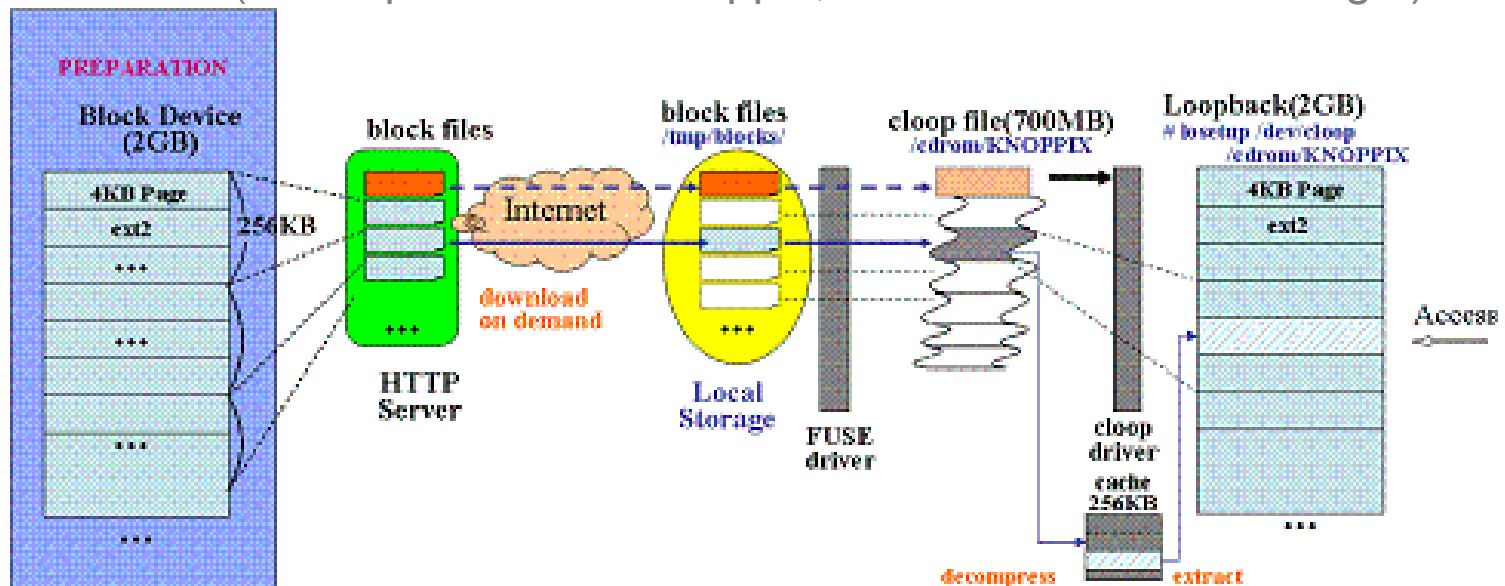 PREPARATION
Block Device
(2GB)
4KB Page
ext2
...
...
...
...
256KB
block files
...
HTTP
Server
Internet
download
on demand
block files
/tmp/blocks/
...
Local
Storage
FUSE
driver
cloop file(700MB)
/cdrom/KNOPPIX
cloop
driver
cache
256KB
decompress
extract
Loopback(2GB)
# losetup /dev/cloop
/cdrom/KNOPPIX
4KB Page
ext2
...
Access